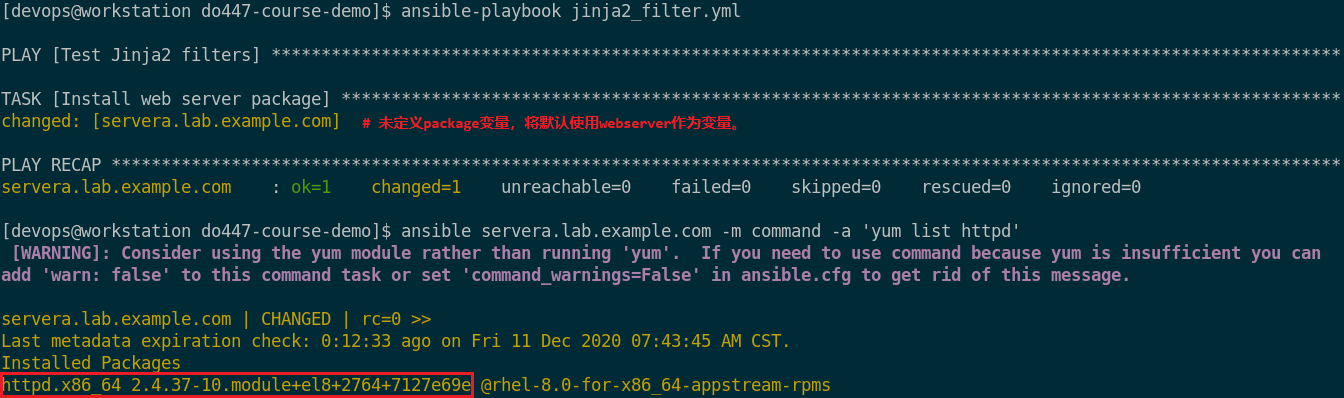 [devops@workstation do447-course-demo]$ ansible-playbook jinja2_filter.yml
PLAY [Test Jinja2 filters] ***********************************************************************************************************
TASK [Install web server package] ****************************************************************************************************
changed: [servera.lab.example.com] # 未定义package变量，将默认使用webserver作为变量。
PLAY RECAP ***************************************************************************************************************************
servera.lab.example.com    : ok=1    changed=1    unreachable=0    failed=0    skipped=0    rescued=0    ignored=0
[devops@workstation do447-course-demo]$ ansible servera.lab.example.com -m command -a 'yum list httpd'
[WARNING]: Consider using the yum module rather than running 'yum'.  If you need to use command because yum is insufficient you can
add 'warn: false' to this command task or set 'command_warnings=False' in ansible.cfg to get rid of this message.
servera.lab.example.com | CHANGED | rc=0 >>
Last metadata expiration check: 0:12:33 ago on Fri 11 Dec 2020 07:43:45 AM CST.
Installed Packages
httpd.x86_64 2.4.37-10.module+el8+2764+7127e69e @rhel-8.0-for-x86_64-appstream-rpms